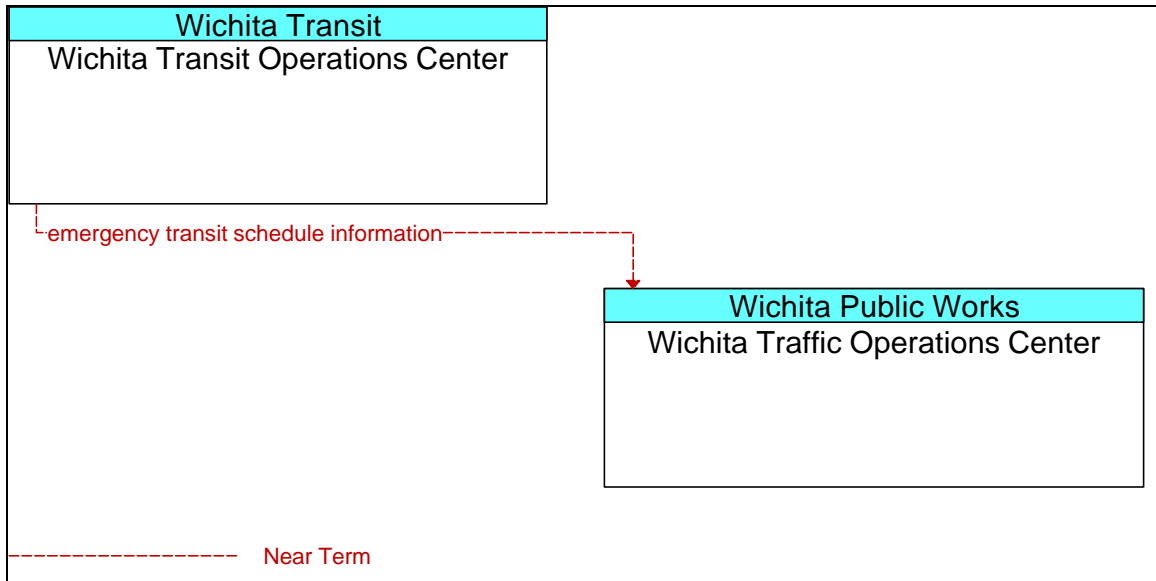 Wichita Transit
Wichita Transit Operations Center
emergency transit schedule information
Wichita Public Works
Wichita Traffic Operations Center
Near Term